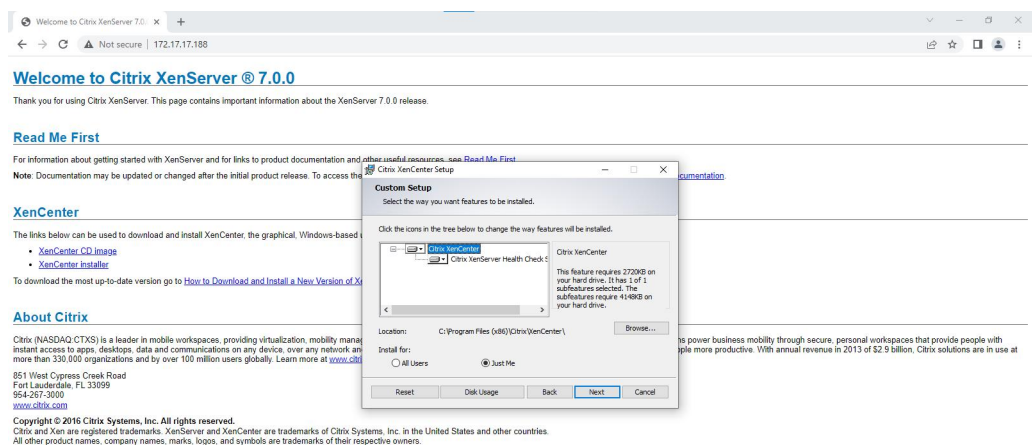 Welcome to Citrix XenServer 7.0.
Not secure
172.17.17.188
Welcome to Citrix XenServer ® 7.0.0
Thank you for using Citrix XenServer. This page contains important information about the XenServer 7.0.0 release.
Read Me First
For information about getting started with XenServer and for links to product documentation and other useful resources, see Read Me First
Note: Documentation may be updated or changed after the initial product release. To access the
cumentation.
XenCenter
The links below can be used to download and install XenCenter, the graphical, Windows-based
XenCenter CD image
XenCenter installer
To download the most up-to-date version go to How to Download and Install a New Version of Xe
About Citrix
Citrix (NASDAQ:CTXS) is a leader in mobile workspaces, providing virtualization, mobility manag
ns power business mobility through secure, personal workspaces that provide people with
instant access to apps, desktops, data and communications on any device, over any network an
ple more productive. With annual revenue in 2013 of $2.9 billion, Citrix solutions are in use at
more than 330,000 organizations and by over 100 million users globally. Learn more at www.citri
851 West Cypress Creek Road
Fort Lauderdale, FL 33099
954-267-3000
www.citrix.com
Copyright © 2016 Citrix Systems, Inc. All rights reserved.
Citrix and Xen are registered trademarks. XenServer and XenCenter are trademarks of Citrix Systems, Inc. in the United States and other countries.
All other product names, company names, marks, logos, and symbols are trademarks of their respective owners.
Citrix XenCenter Setup
Custom Setup
Select the way you want features to be installed.
Click the icons in the tree below to change the way features will be installed.
Citrix XenCenter
Citrix XenServer Health Check S
Citrix XenCenter
This feature requires 2720KB on
your hard drive. It has 1 of 1
subfeatures selected. The
subfeatures require 4148KB on
your hard drive.
Location: C:\Program Files (x86)\Citrix\XenCenter\
Browse...
Install for:
All Users
Just Me
Reset
Disk Usage
Back
Next
Cancel